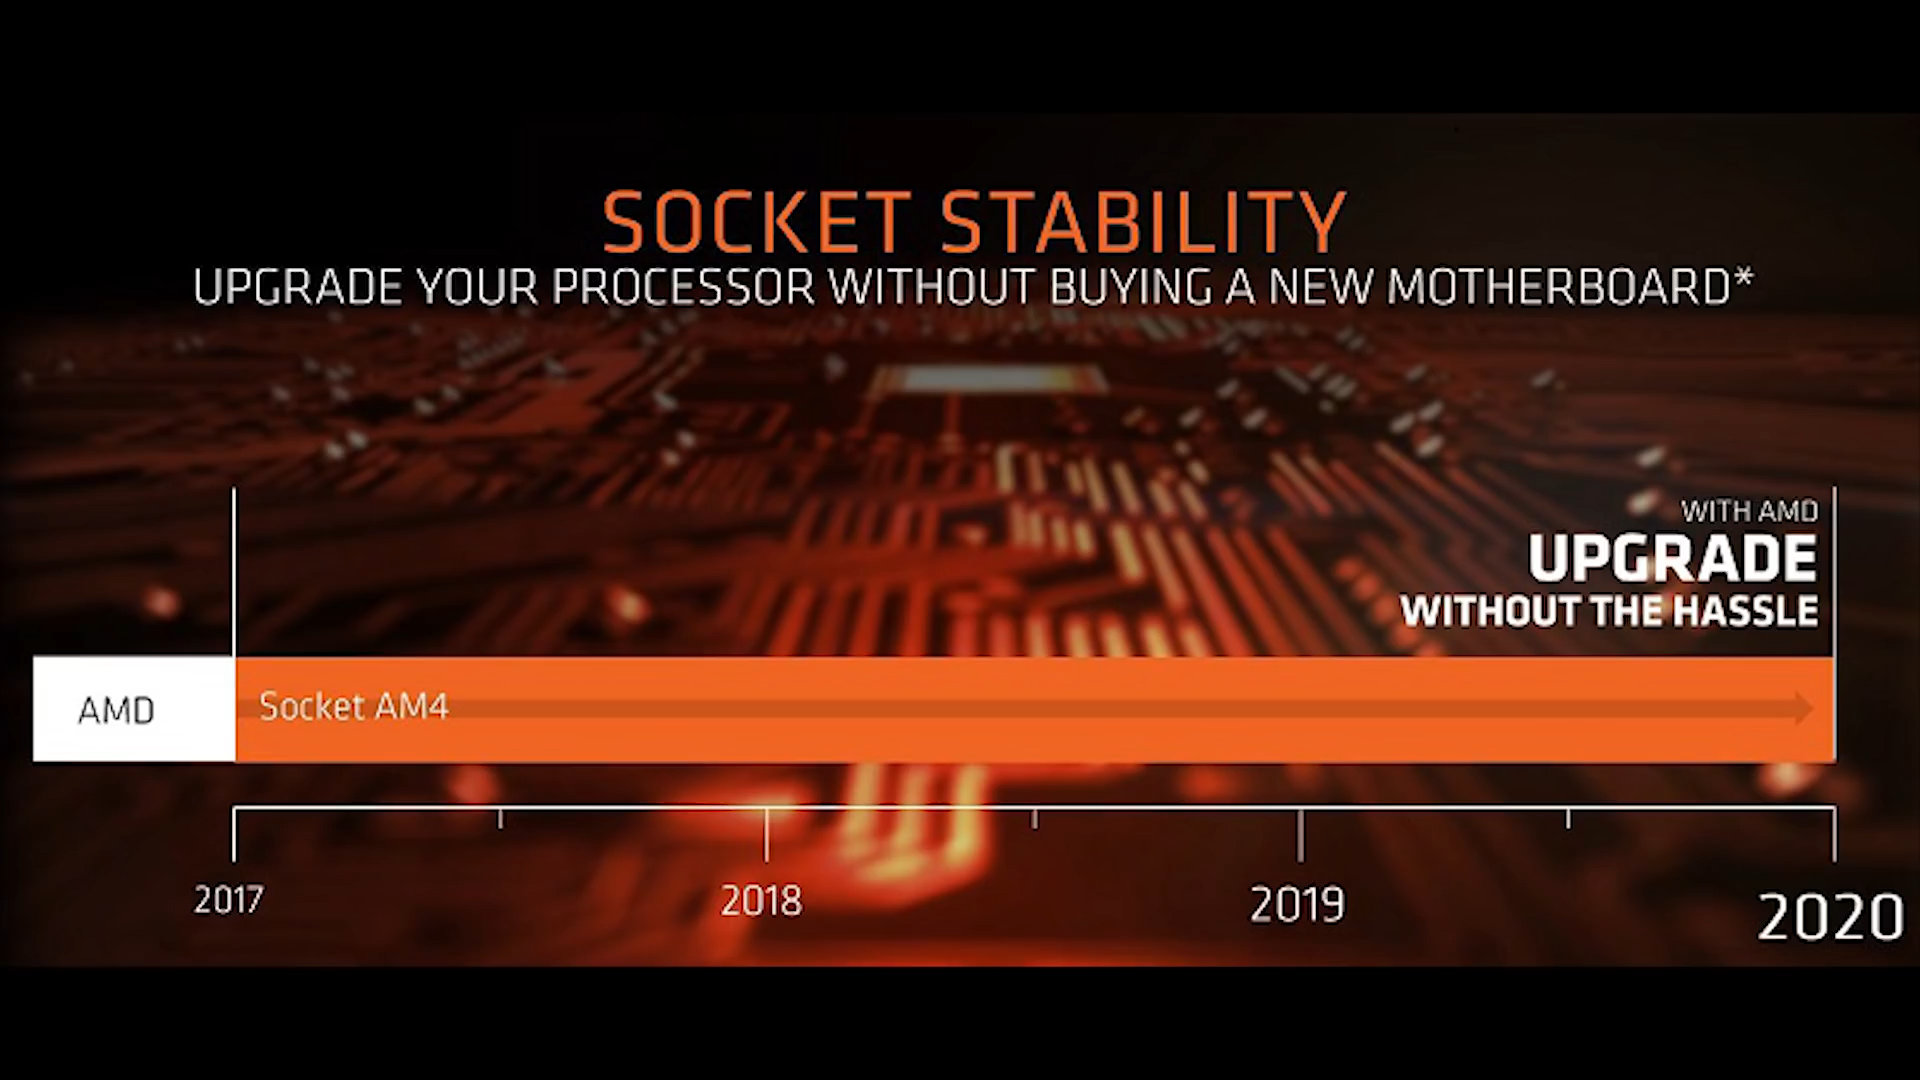 SOCKET STABILITY
UPGRADE YOUR PROCESSOR WITHOUT BUYING A NEW MOTHERBOARD*
WITH AMD
UPGRADE
WITHOUT THE HASSLE
AMD
Socket AM4
2017
2018
2019
2020